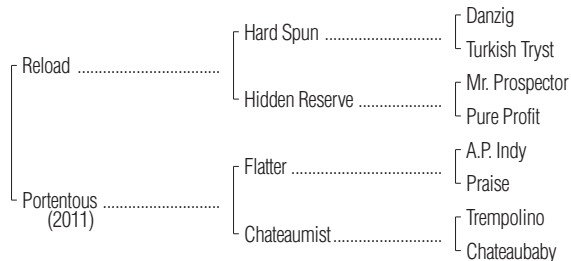 Danzig
Hard Spun ........................
Turkish Tryst
Reload .............................
Mr. Prospector
Hidden Reserve .................
Pure Profit
A.P. Indy
Flatter ...............................
Praise
Portentous ........................
(2011)
Trempolino
Chateaumist......................
Chateaubaby